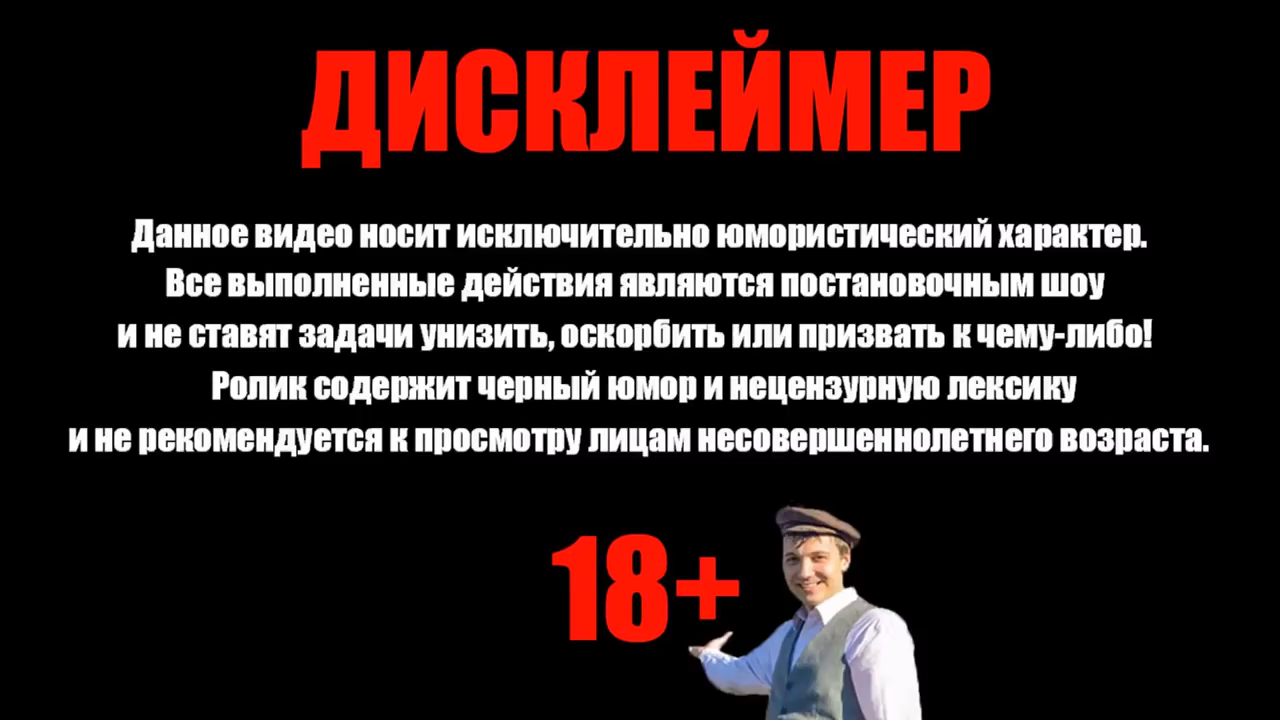 ДИСКЛЕЙМЕР
Данное видео носит исключительно юмористический характер.
Все выполненные действия являются постановочным шоу
и не ставят задачи унизить, оскорбить или призвать к чему-либо!
Ролик содержит черный юмор и нецензурную лексику
и не рекомендуется к просмотру лицам несовершеннолетнего возраста.
18+